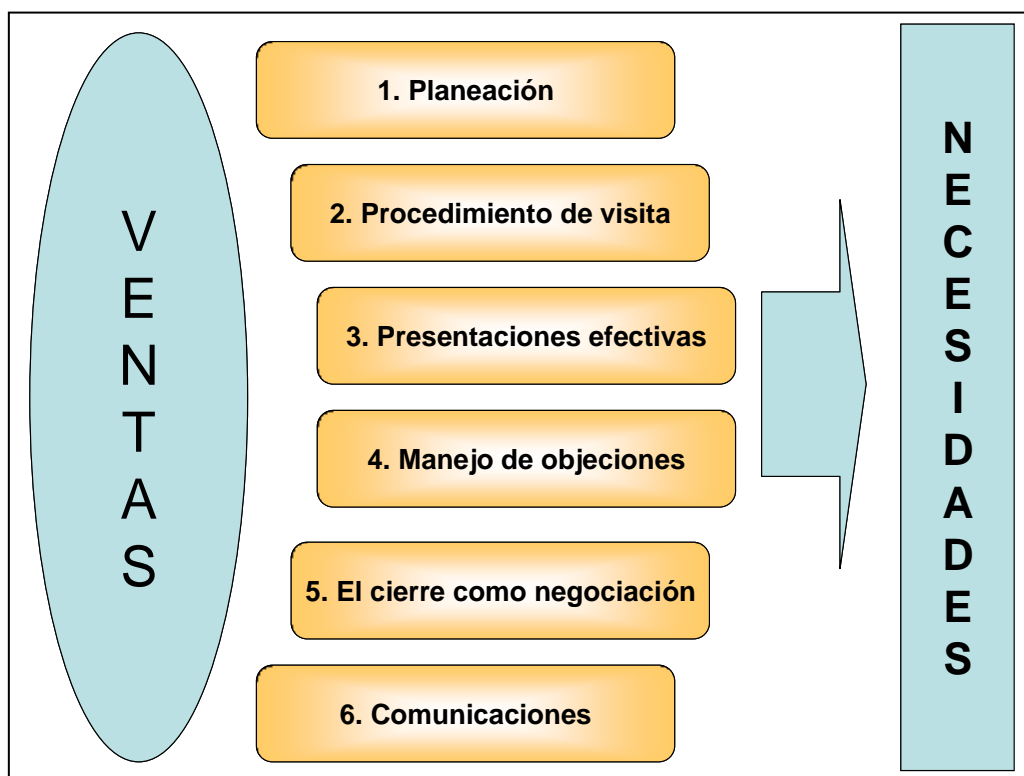 VENTAS
1. Planeación
2. Procedimiento de visita
3. Presentaciones efectivas
4. Manejo de objeciones
5. El cierre como negociación
6. Comunicaciones
NECESIDADES